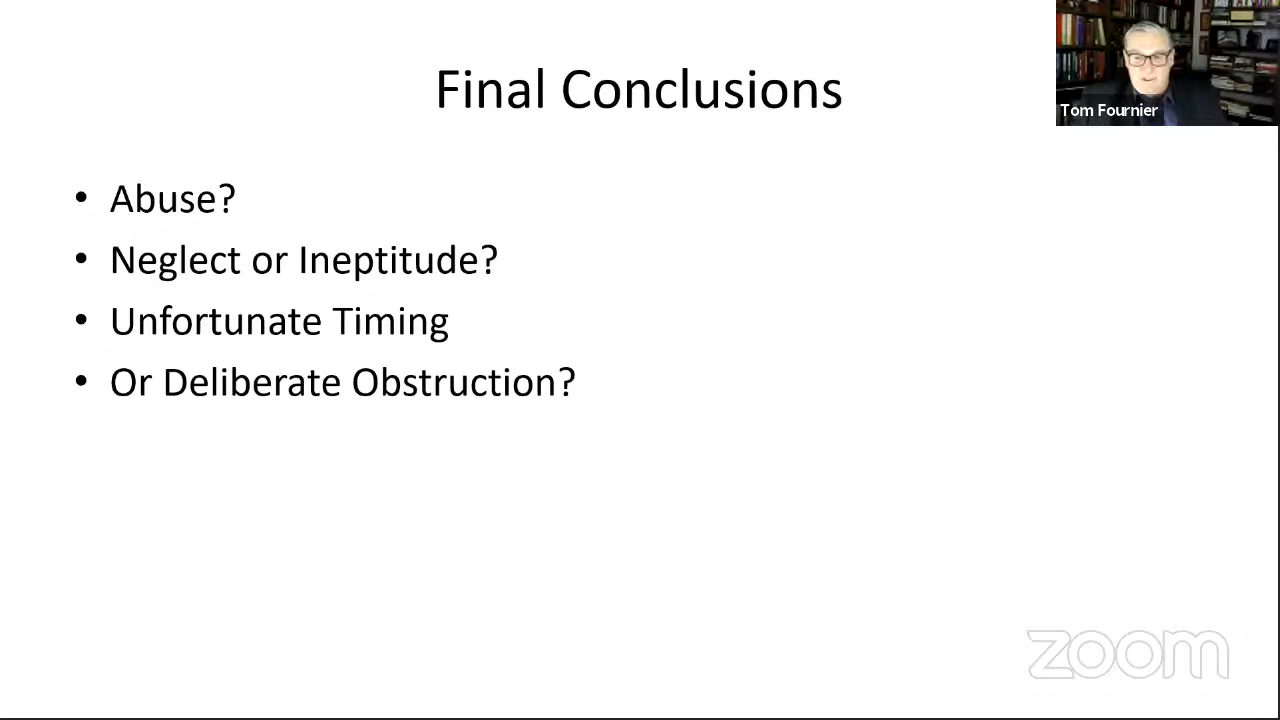 Final Conclusions
Tom Fournier
• Abuse?
• Neglect or Ineptitude?
• Unfortunate Timing
• Or Deliberate Obstruction?
zoom